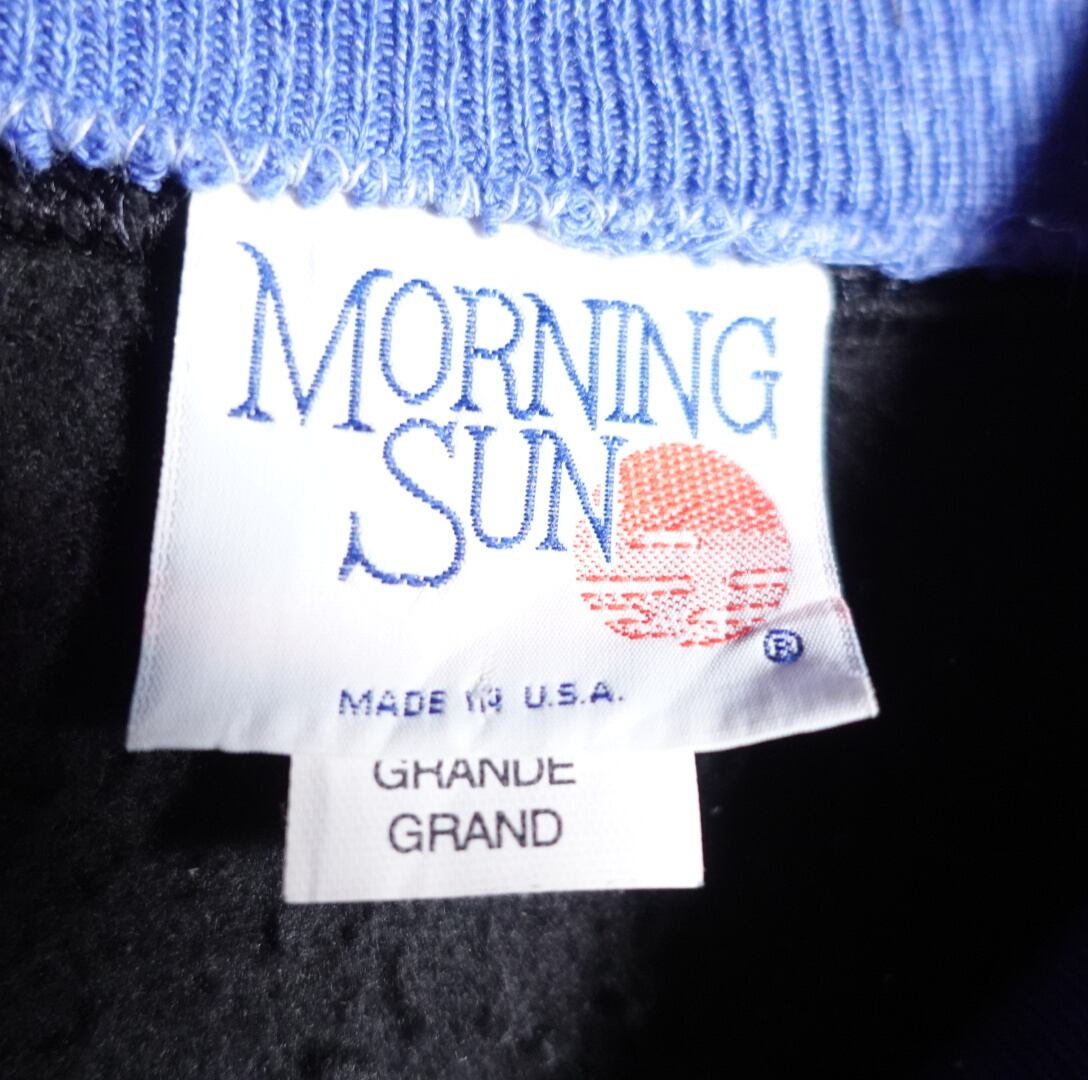 MORNING
SUN
®
MADE IN U.S.A.
GRANDE
GRAND